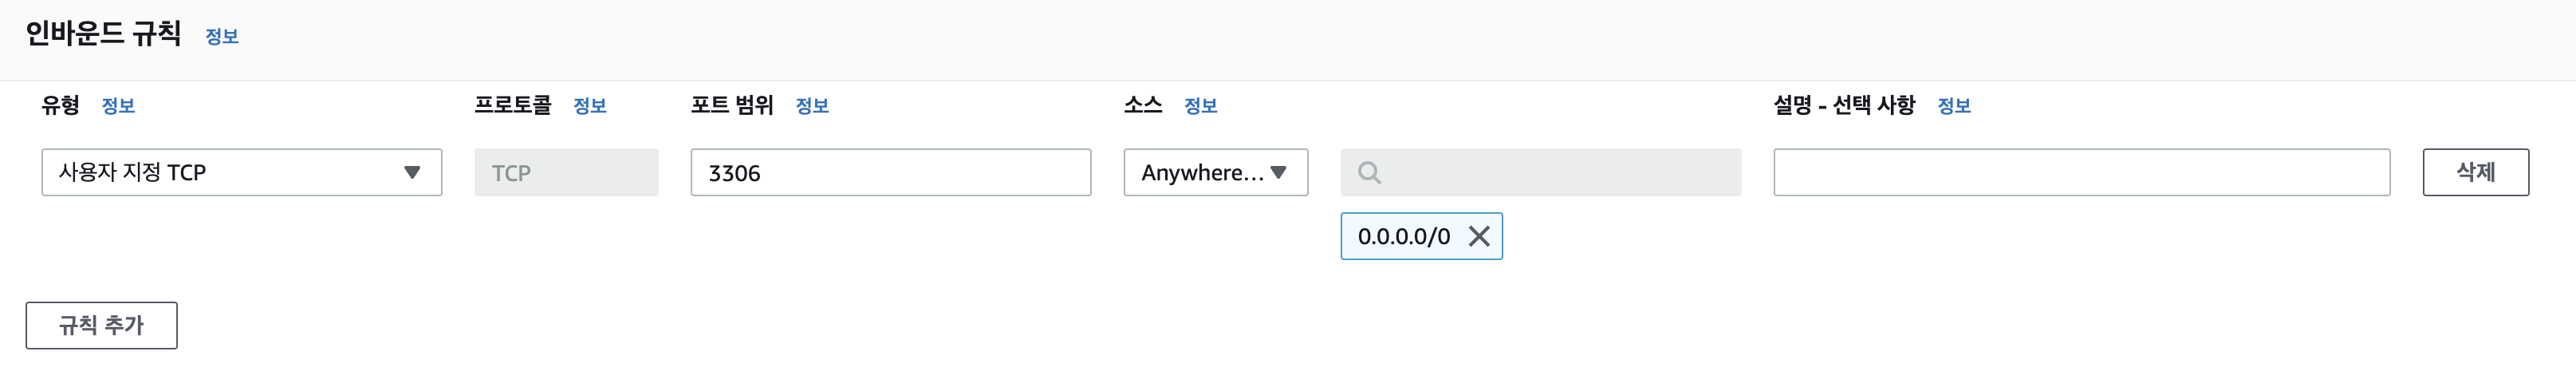 인바운드 규칙 정보
유형 정보 프로토콜 정보 포트 범위 정보 소스 정보 설명 - 선택 사항 정보
사용자 지정 TCP TCP 3306 Anywhere... 삭제
0.0.0.0/0
규칙 추가